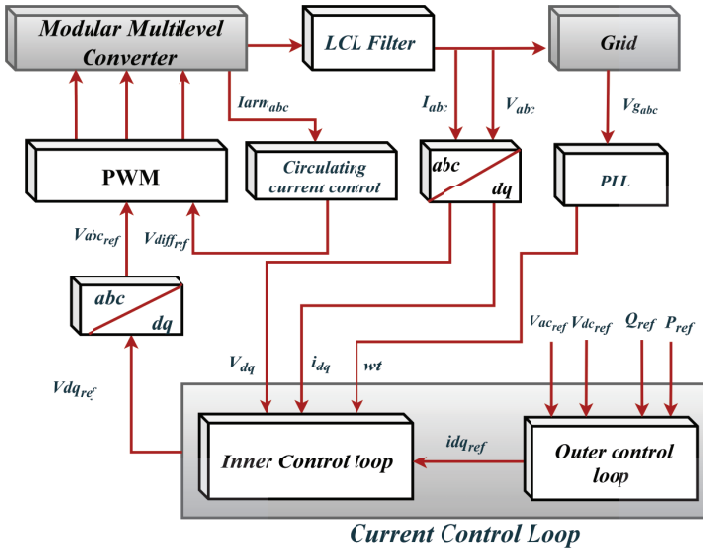 Modular Multilevel
Converter
LCL Filter
Grid
Iarm_abc
I_abc
V_abc
Vg_abc
PWM
Circulating
current control
abc
dq
PLL
Vabc_ref
Vdiff_ref
abc
dq
V_dq
i_dq
wt
Vac_ref
Vdc_ref
Q_ref
P_ref
Vdq_ref
Inner Control loop
idq_ref
Outer control
loop
Current Control Loop